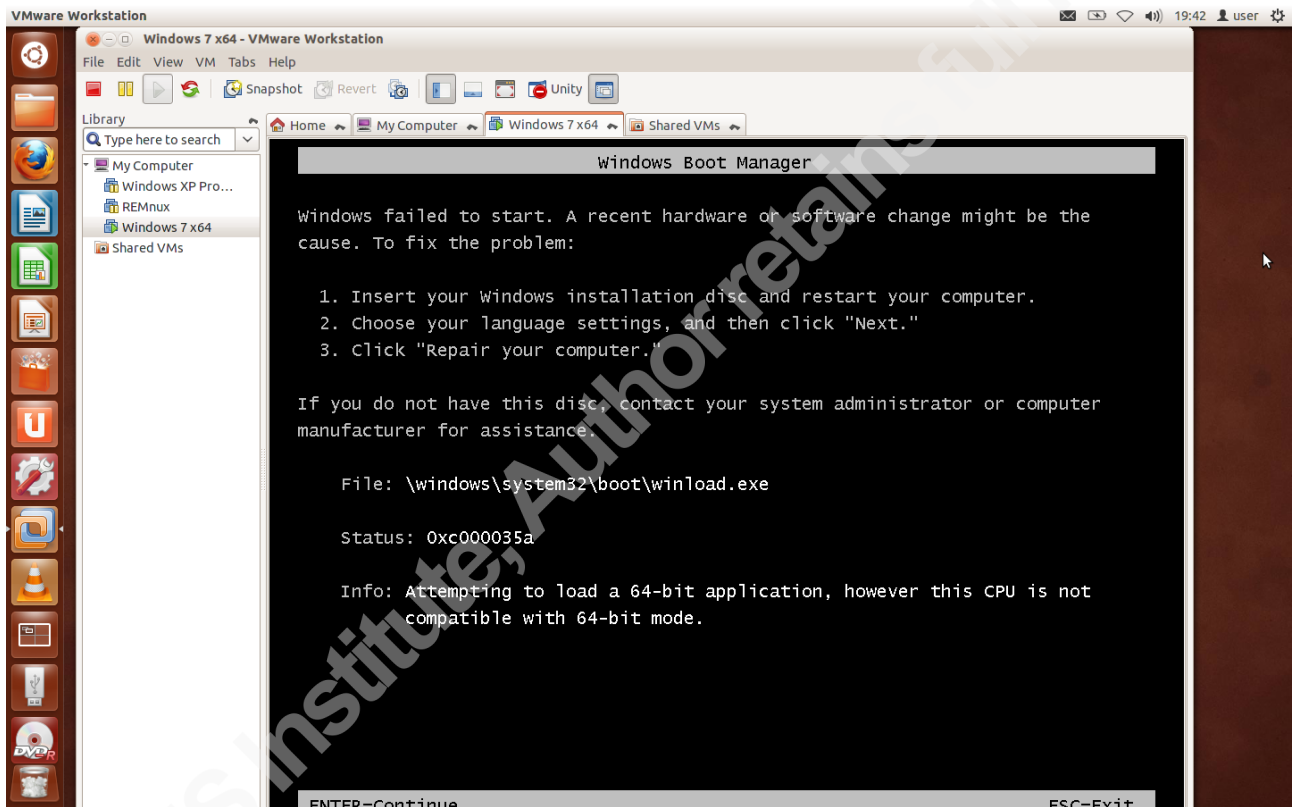 VMware Workstation
19:42 user
Windows 7 x64 - VMware Workstation
File Edit View VM Tabs Help
Snapshot Revert Unity
Library
Type here to search
Home My Computer Windows 7 x64 Shared VMs
My Computer
Windows XP Pro...
REMnux
Windows 7 x64
Shared VMs
Windows Boot Manager
Windows failed to start. A recent hardware or software change might be the
cause. To fix the problem:
1. Insert your Windows installation disc and restart your computer.
2. Choose your language settings, and then click "Next."
3. Click "Repair your computer."
If you do not have this disc, contact your system administrator or computer
manufacturer for assistance.
File: \windows\system32\boot\winload.exe
Status: 0xc000035a
Info: Attempting to load a 64-bit application, however this CPU is not
compatible with 64-bit mode.
ENTER=Continue ESC=Exit
DVD R
Institute, Author retains